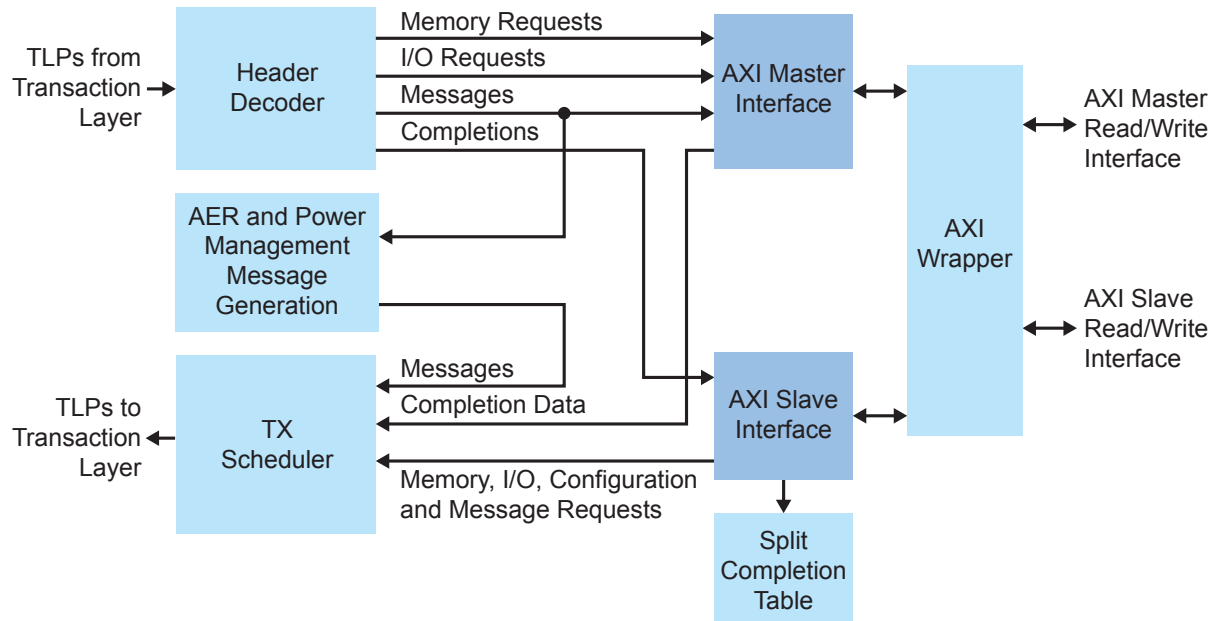 TLPs from
Transaction
Layer
Header
Decoder
Memory Requests
I/O Requests
Messages
Completions
AXI Master
Interface
AXI
Wrapper
AXI Master
Read/Write
Interface
AER and Power
Management
Message
Generation
AXI Slave
Read/Write
Interface
TLPs to
Transaction
Layer
TX
Scheduler
Messages
Completion Data
Memory, I/O, Configuration
and Message Requests
AXI Slave
Interface
Split
Completion
Table